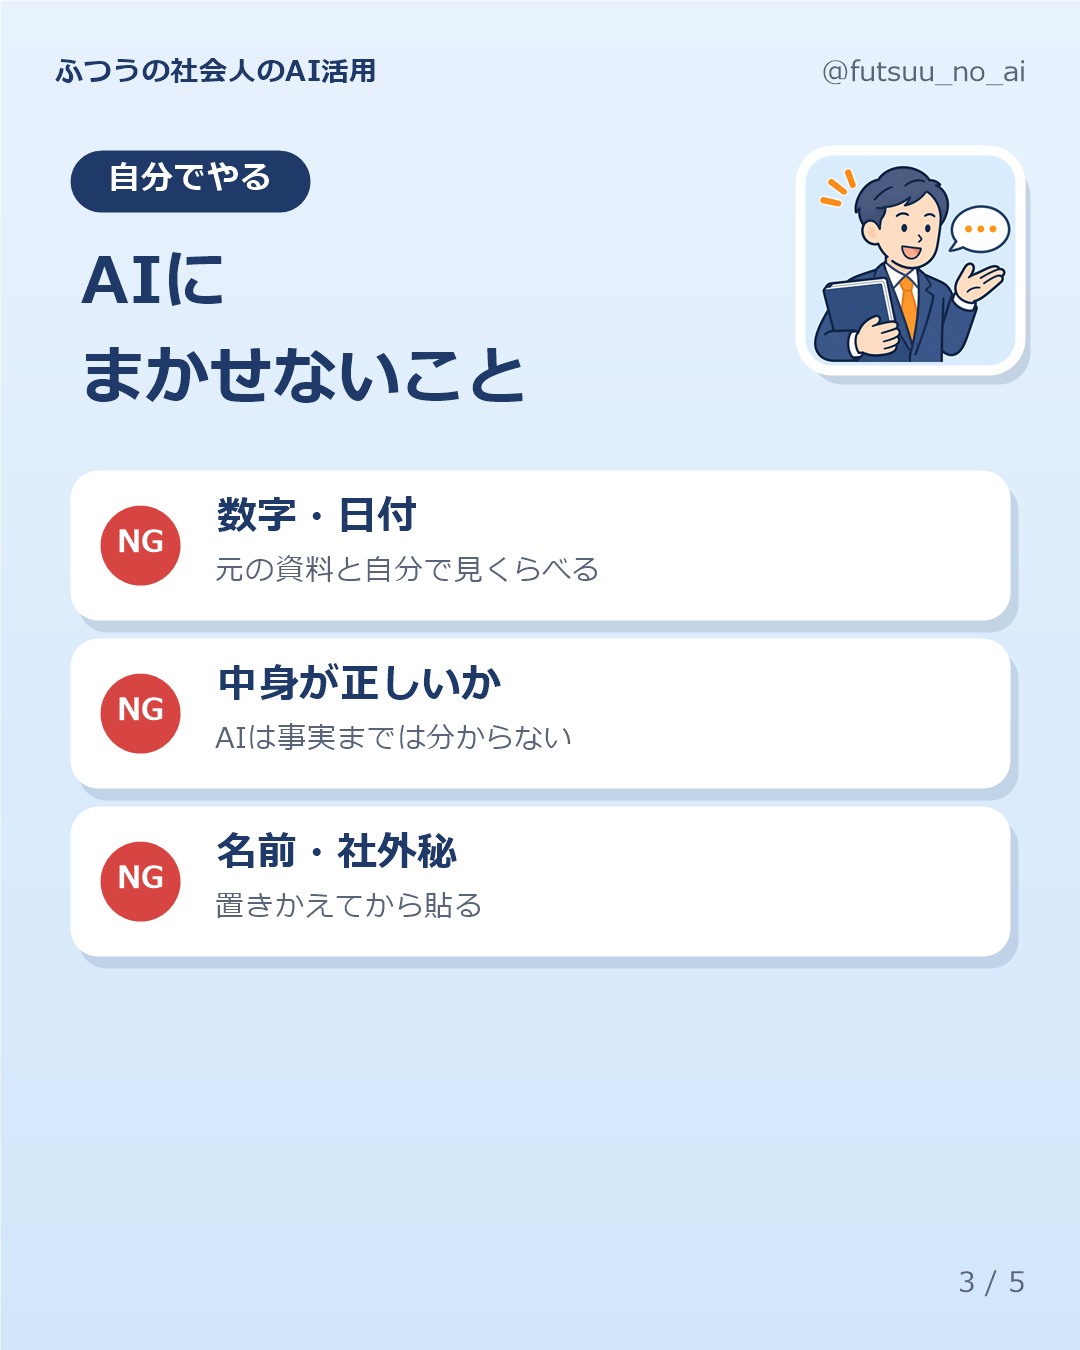 ふつうの社会人のAI活用
@futsuu_no_ai
自分でやる
AIに
まかせないこと
NG
数字・日付
元の資料と自分で見くらべる
NG
中身が正しいか
AIは事実までは分からない
NG
名前・社外秘
置きかえてから貼る
3 / 5